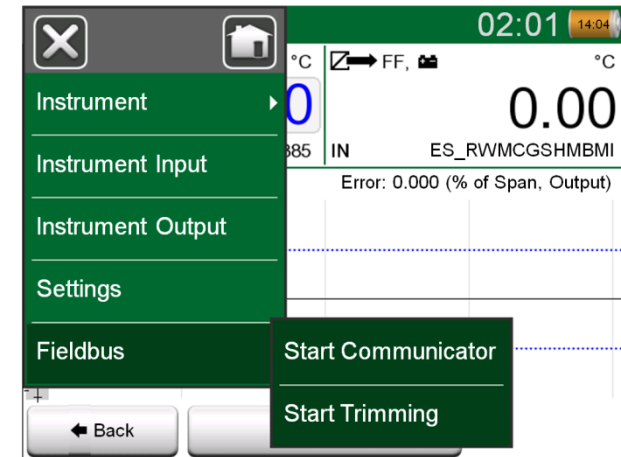 02:01 14:04
°C FF, °C
Instrument 0 0.00
385 IN ES_RWMCGSHMBMI
Instrument Input
Error: 0.000 (% of Span, Output)
Instrument Output
Settings
Fieldbus
Start Communicator
Start Trimming
Back